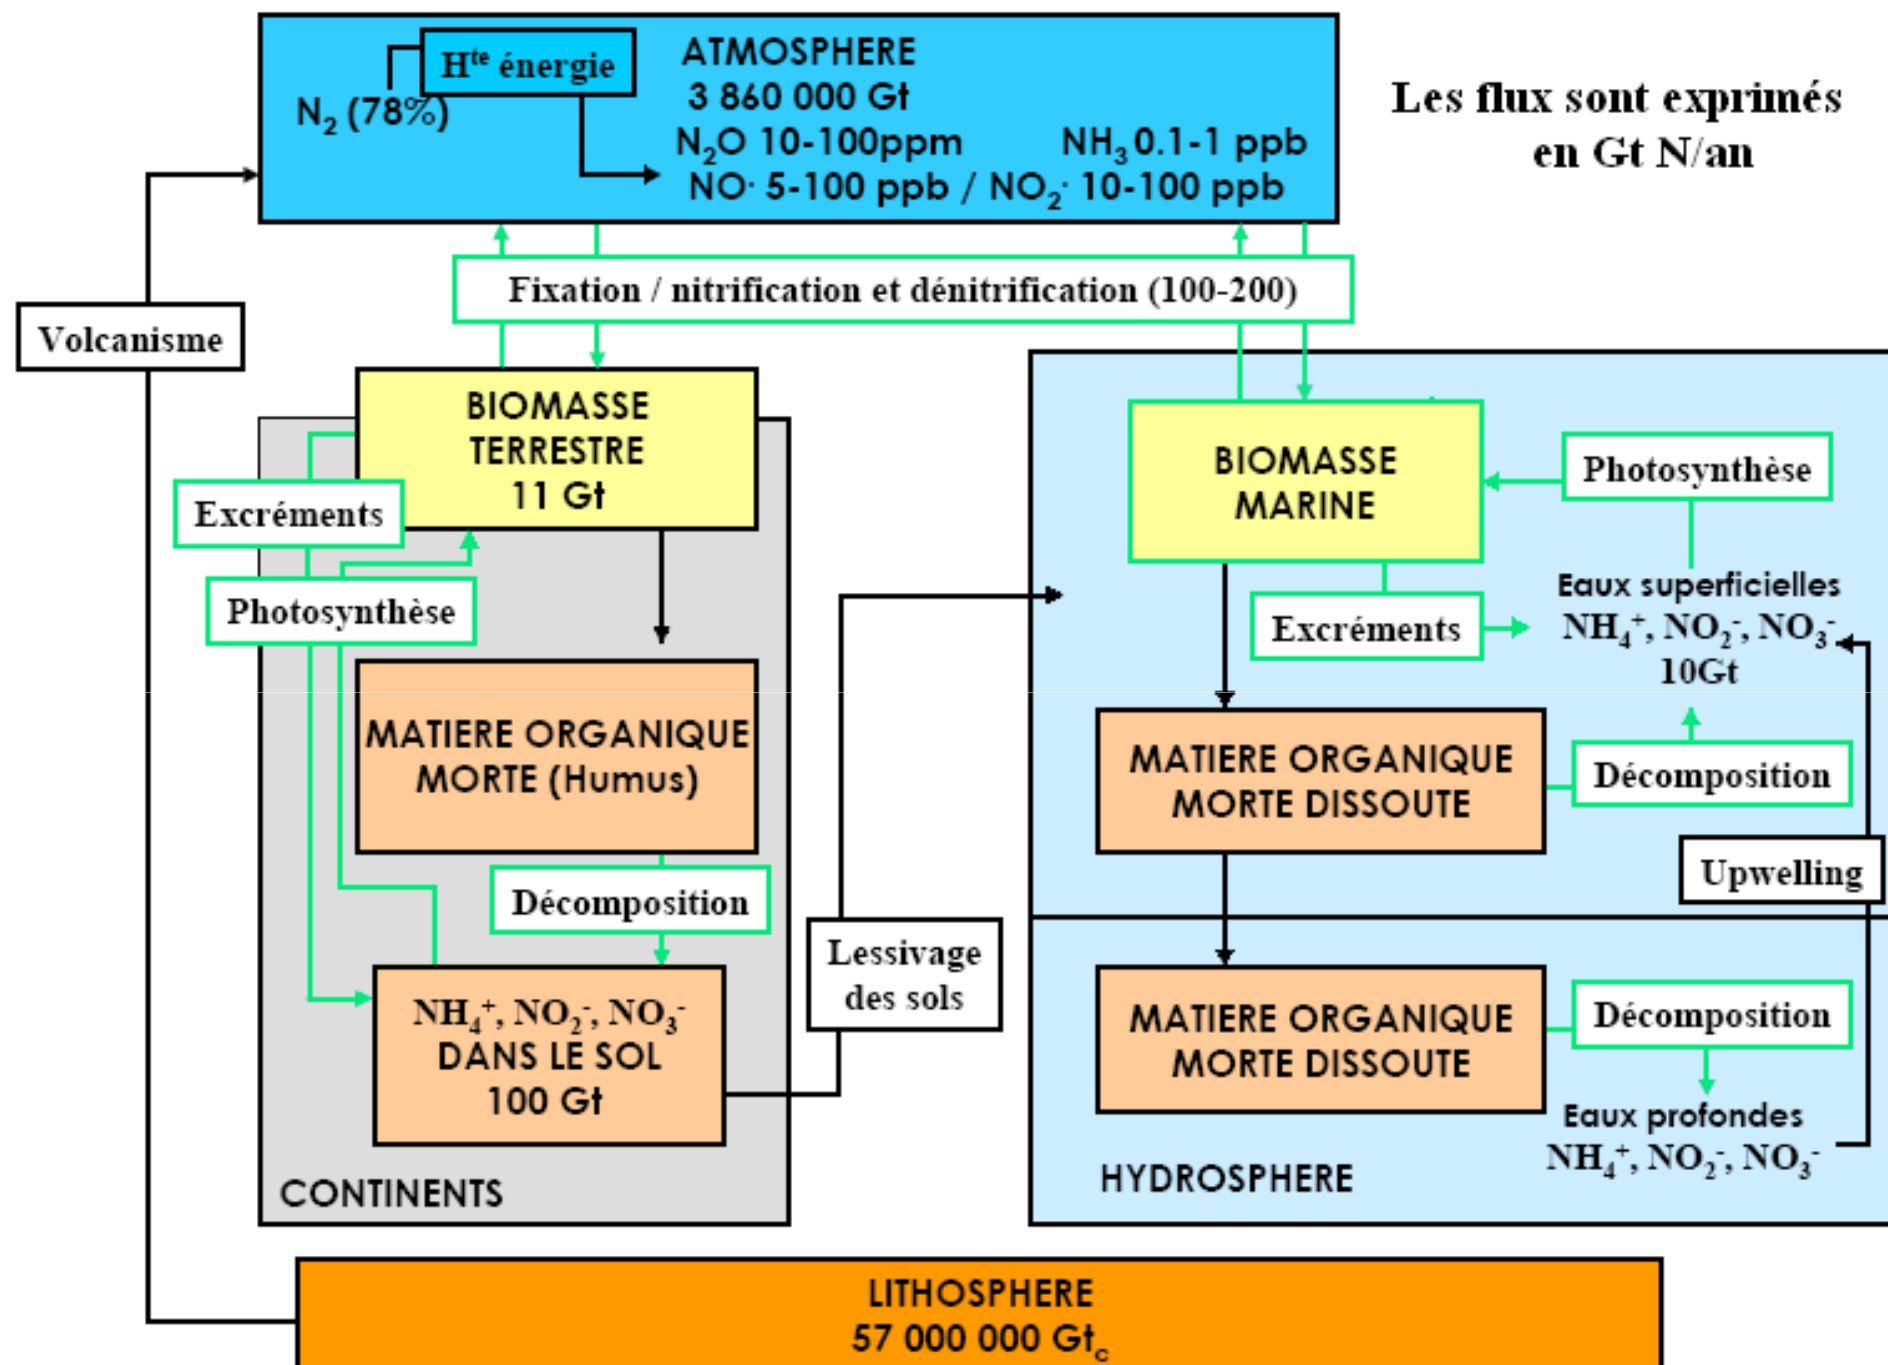 H^te énergie
N₂ (78%)
ATMOSPHERE
3 860 000 Gt
N₂O 10-100ppm NH₃ 0.1-1 ppb
NO· 5-100 ppb / NO₂· 10-100 ppb
Les flux sont exprimés
en Gt N/an
Fixation / nitrification et dénitrification (100-200)
Volcanisme
BIOMASSE
TERRESTRE
11 Gt
Excréments
Photosynthèse
MATIERE ORGANIQUE
MORTE (Humus)
Décomposition
NH₄⁺, NO₂⁻, NO₃⁻
DANS LE SOL
100 Gt
CONTINENTS
Lessivage
des sols
BIOMASSE
MARINE
Photosynthèse
Excréments
Eaux superficielles
NH₄⁺, NO₂⁻, NO₃⁻
10Gt
MATIERE ORGANIQUE
MORTE DISSOUTE
Décomposition
Upwelling
MATIERE ORGANIQUE
MORTE DISSOUTE
Décomposition
Eaux profondes
NH₄⁺, NO₂⁻, NO₃⁻
HYDROSPHERE
LITHOSPHERE
57 000 000 Gt_c